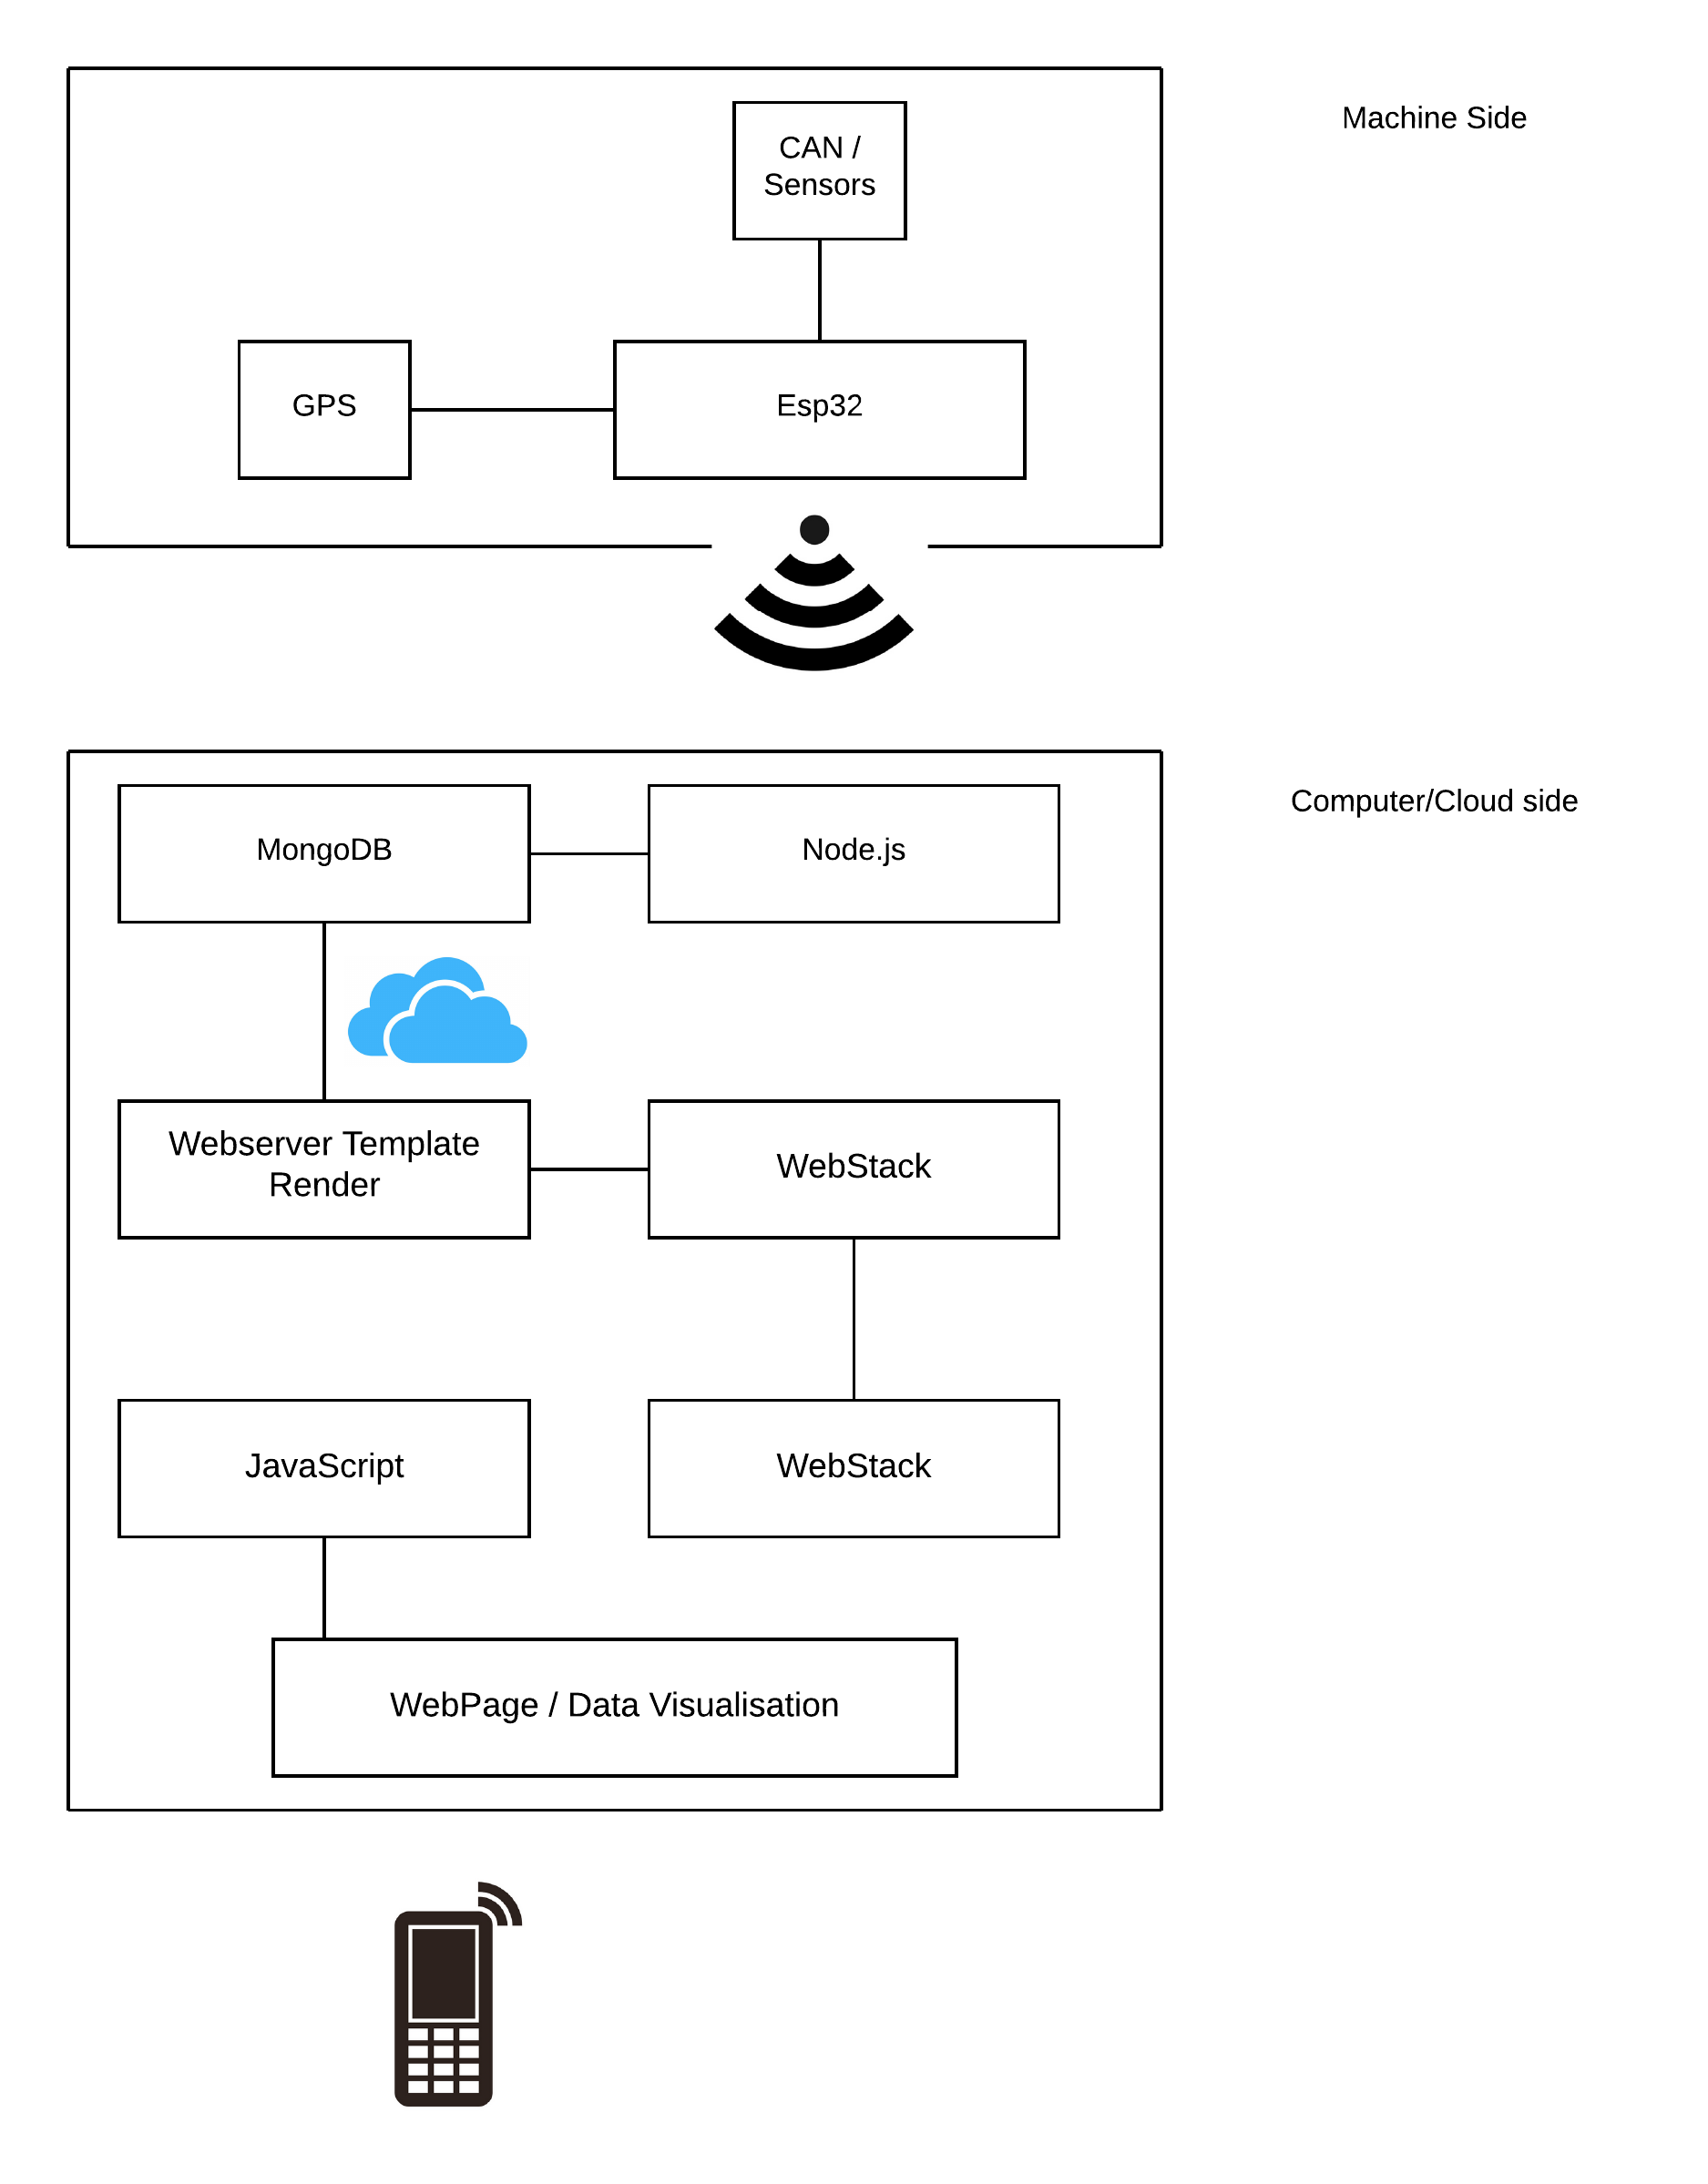 Machine Side
CAN /
Sensors
GPS
Esp32
Computer/Cloud side
MongoDB
Node.js
Webserver Template
Render
WebStack
JavaScript
WebStack
WebPage / Data Visualisation